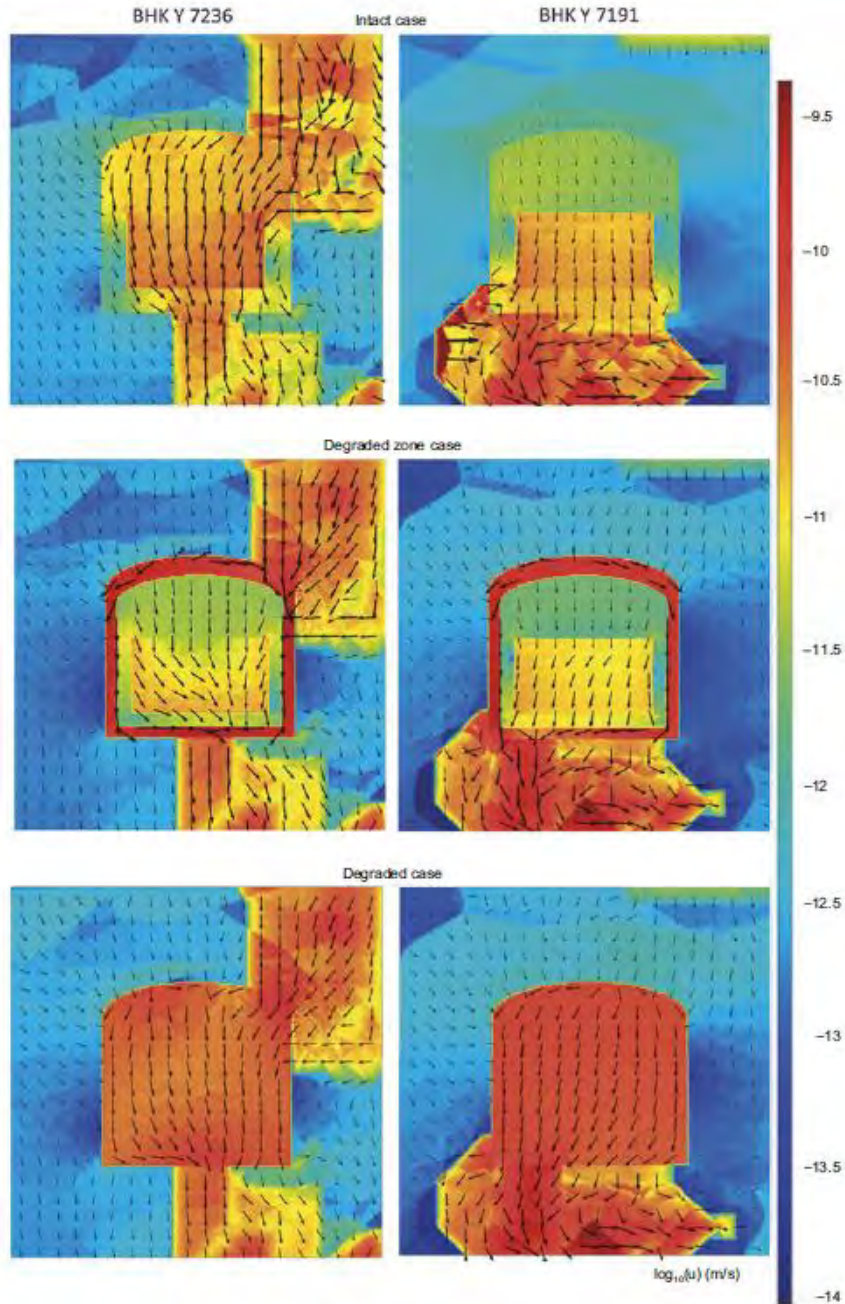 BHK Y 7236
BHK Y 7191
Intact case
Degraded zone case
Degraded case
−9.5
−10
−10.5
−11
−11.5
−12
−12.5
−13
−13.5
−14
log₁₀(u) (m/s)